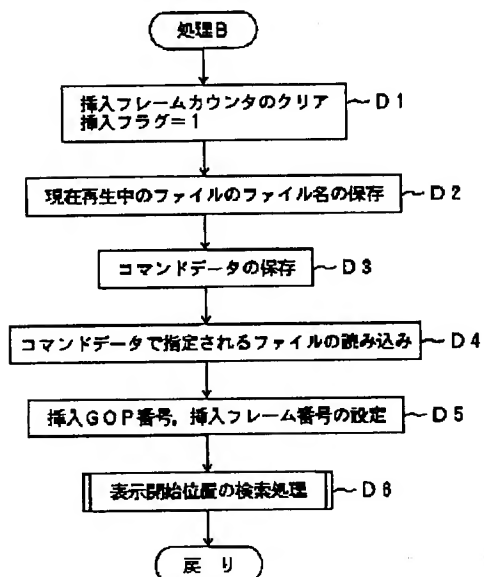 処理B
挿入フレームカウンタのクリア
挿入フラグ=1
D1
現在再生中のファイルのファイル名の保存
D2
コマンドデータの保存
D3
コマンドデータで指定されるファイルの読み込み
D4
挿入GOP番号,挿入フレーム番号の設定
D5
表示開始位置の検索処理
D6
戻り